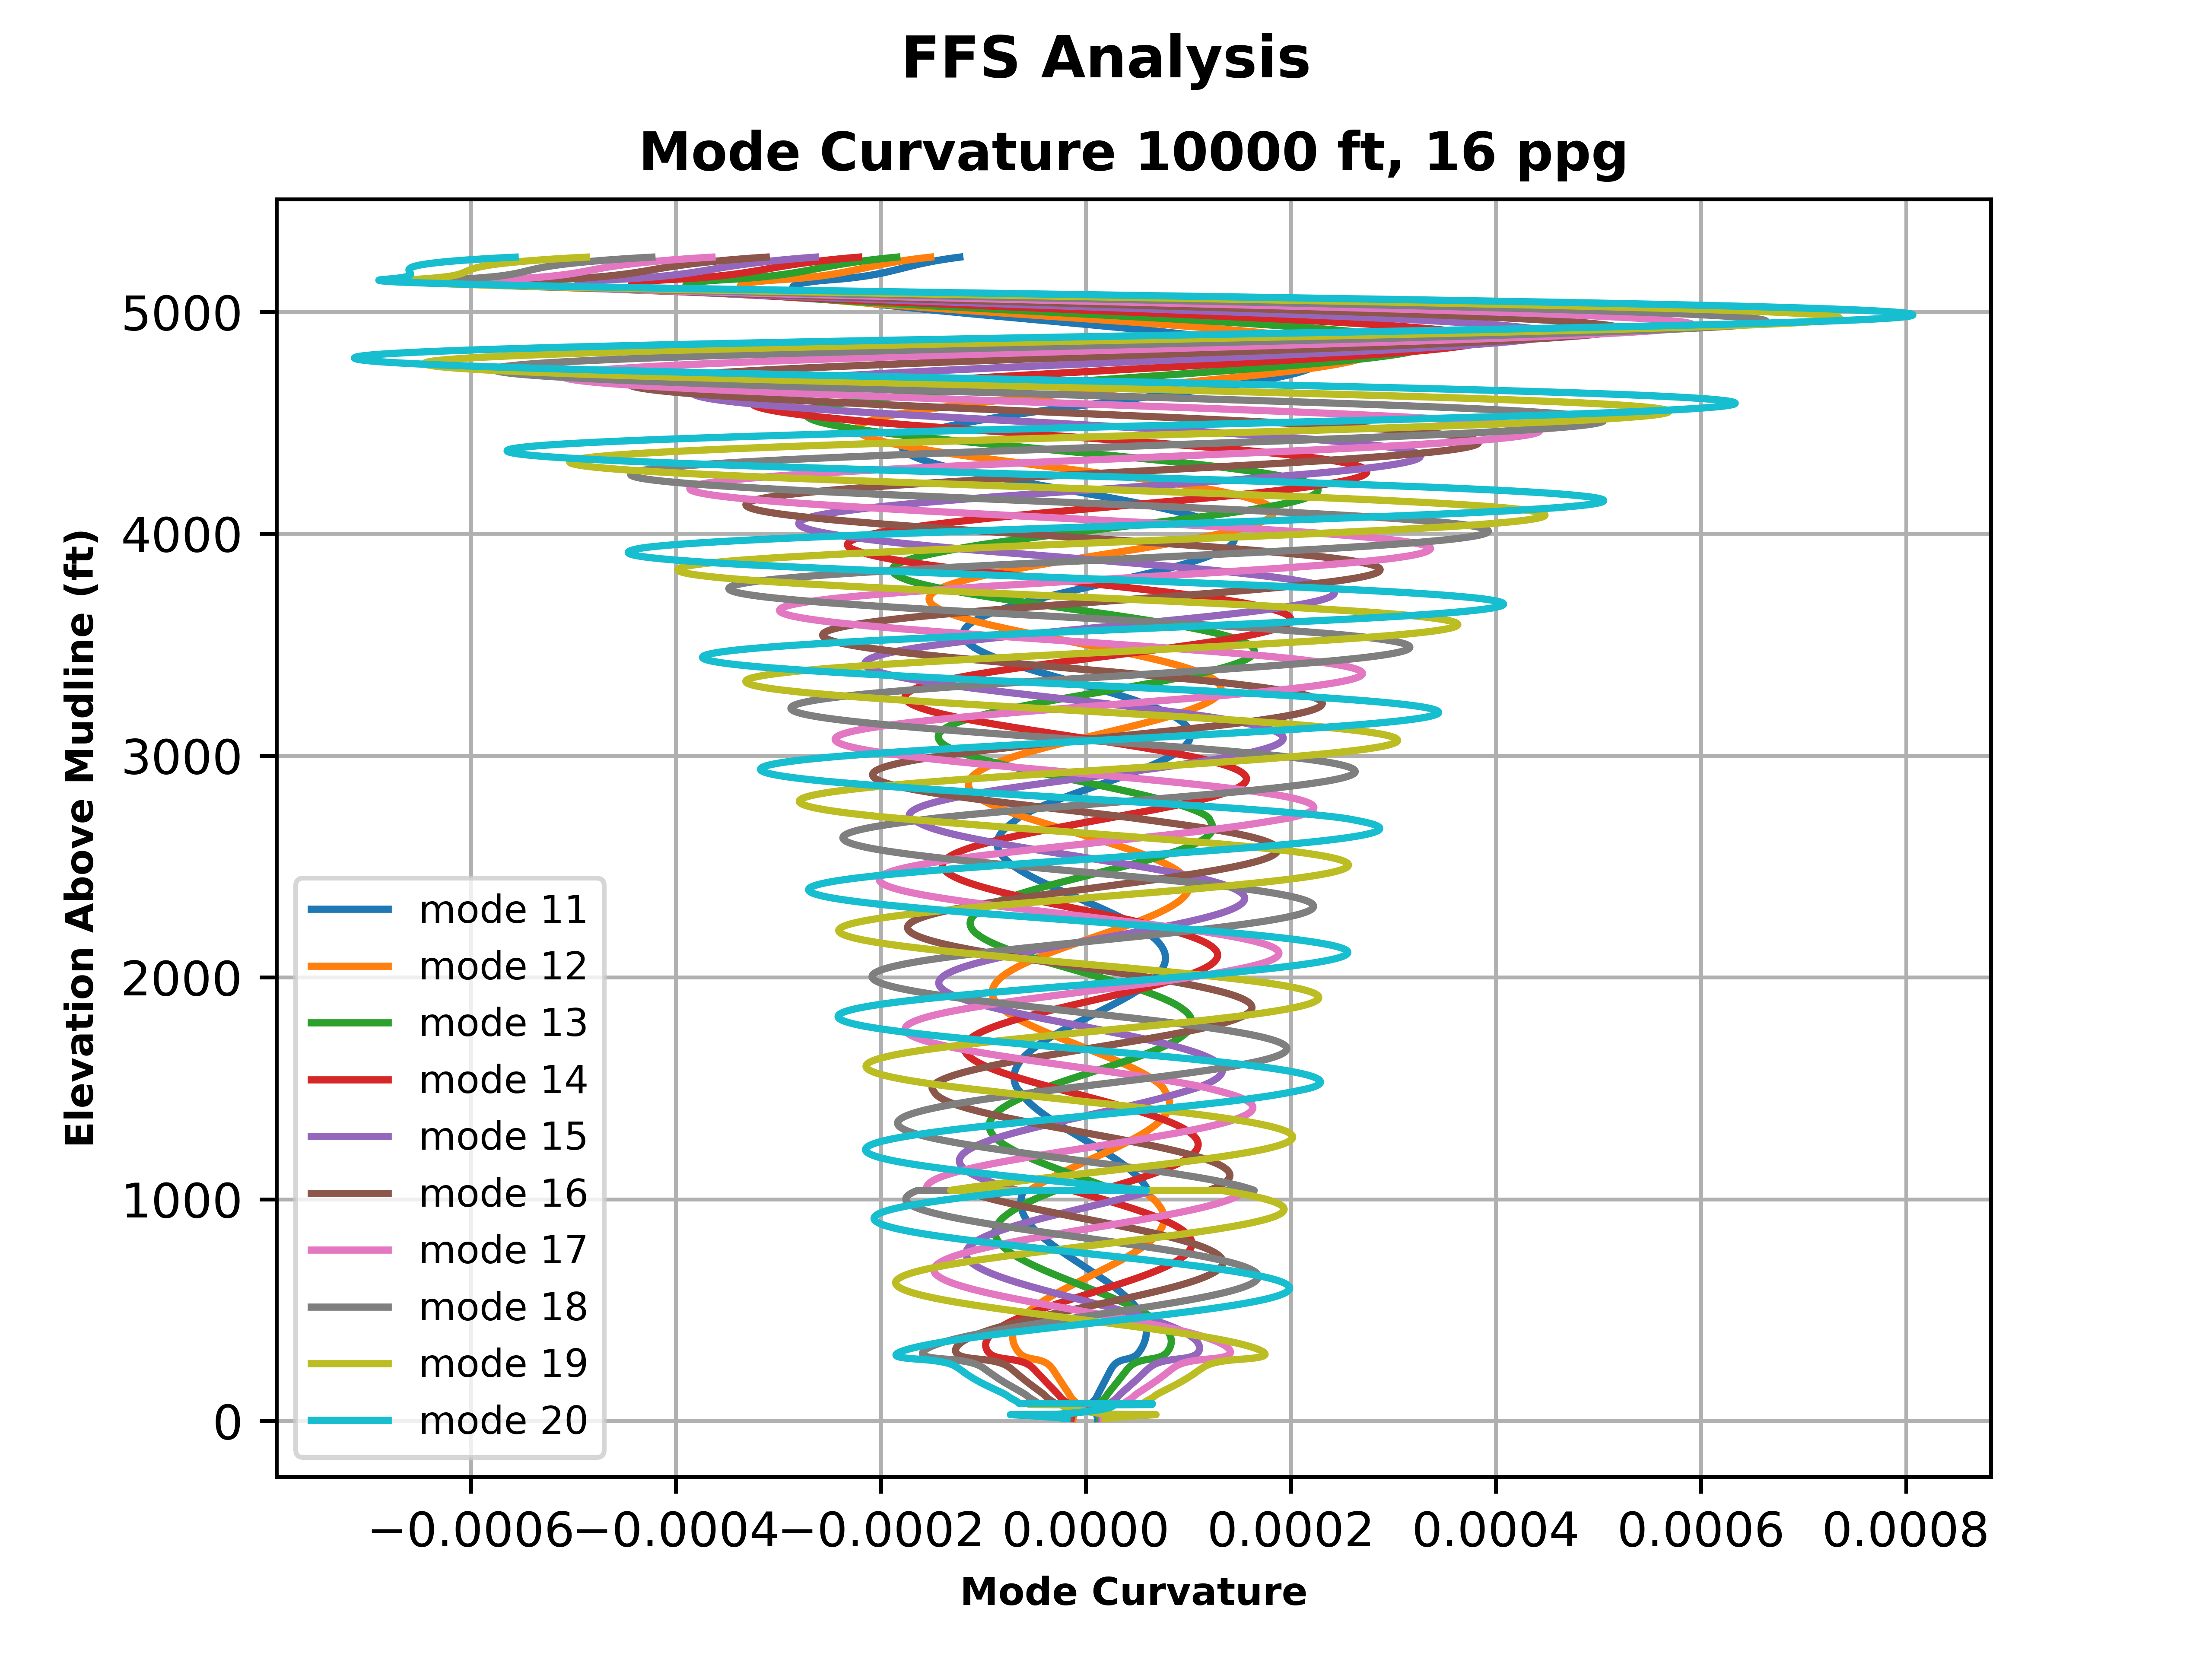 FFS Analysis
Mode Curvature 10000 ft, 16 ppg
Elevation Above Mudline (ft)
5000
4000
3000
2000
1000
0
mode 11
mode 12
mode 13
mode 14
mode 15
mode 16
mode 17
mode 18
mode 19
mode 20
−0.0006 −0.0004 −0.0002 0.0000 0.0002 0.0004 0.0006 0.0008
Mode Curvature